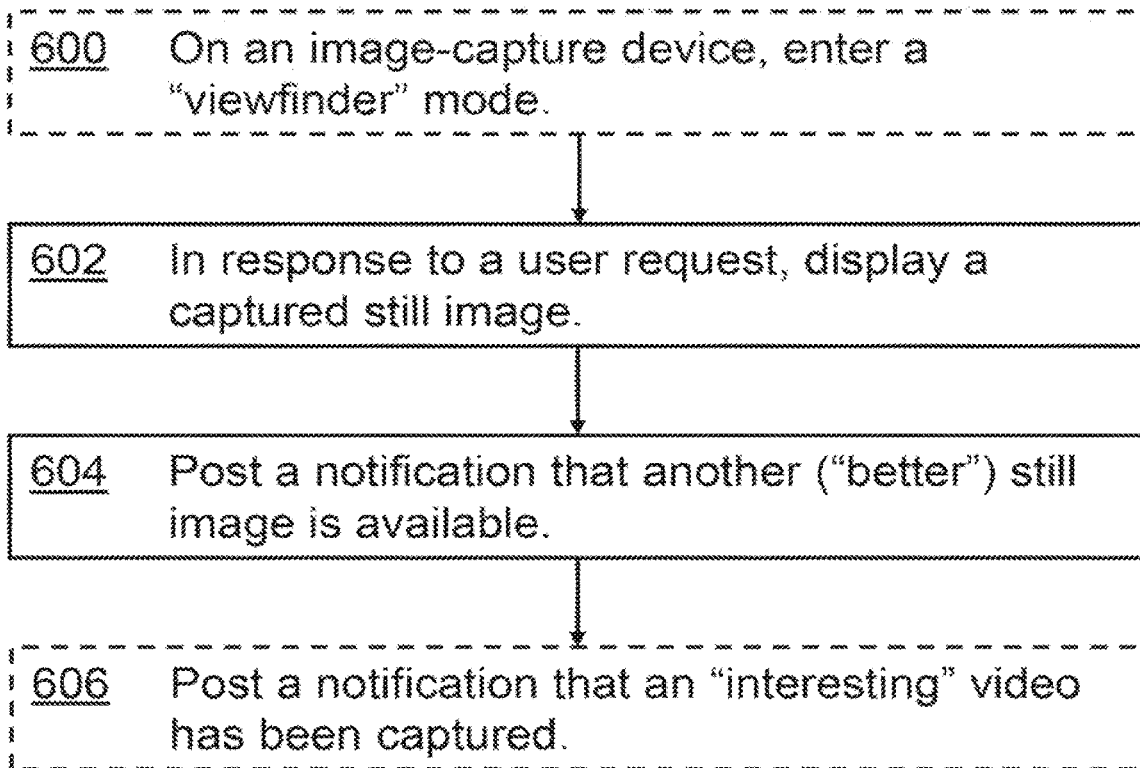 600 On an image-capture device, enter a
"viewfinder" mode.
602 In response to a user request, display a
captured still image.
604 Post a notification that another ("better") still
image is available.
606 Post a notification that an "interesting" video
has been captured.